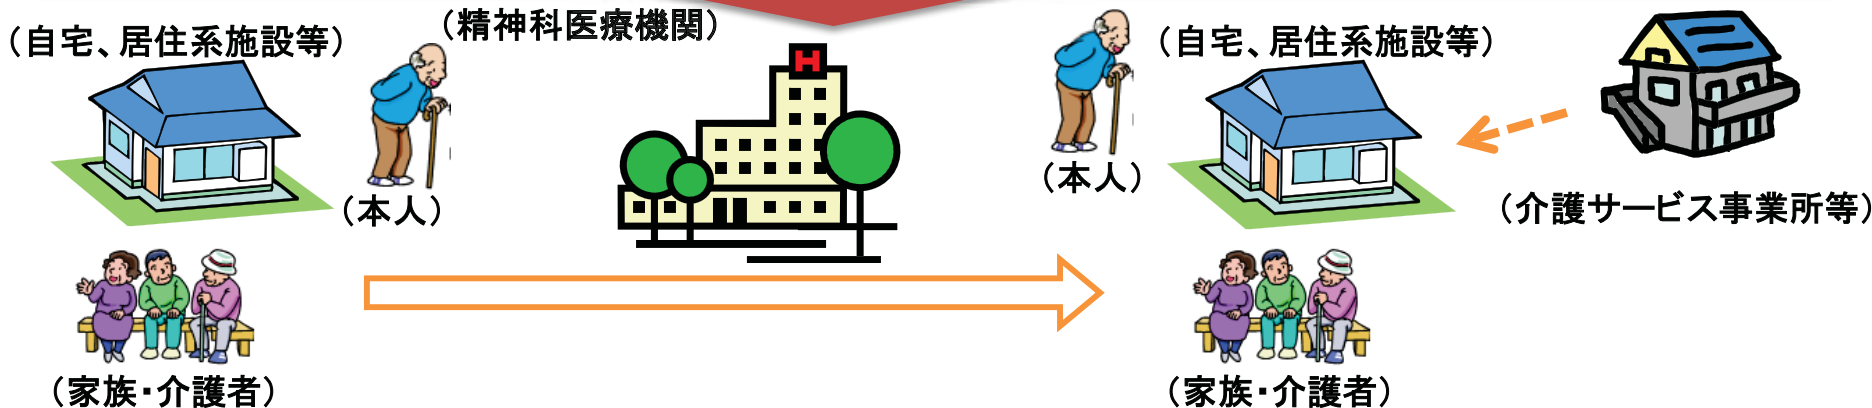 （自宅、居住系施設等）
（精神科医療機関）
（自宅、居住系施設等）
H
（本人）
（本人）
（介護サービス事業所等）
（家族・介護者）
（家族・介護者）